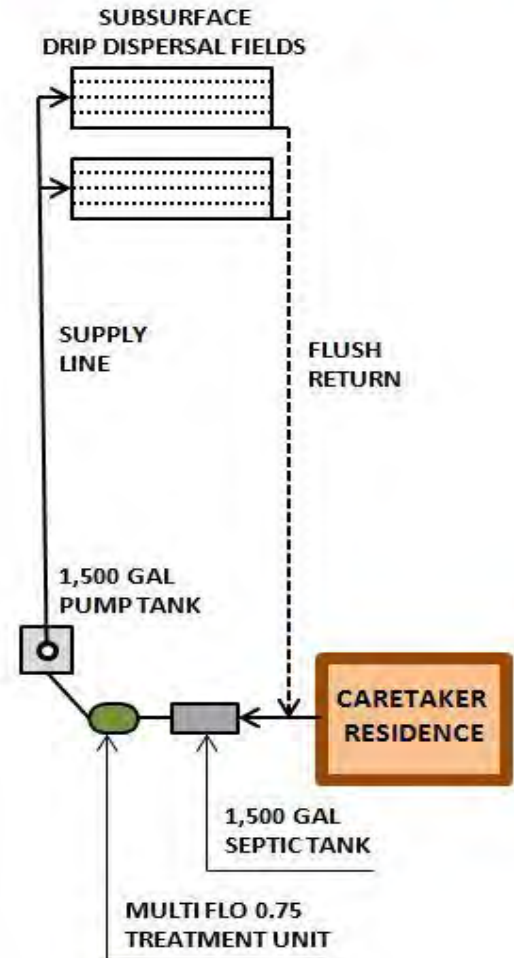 SUBSURFACE
DRIP DISPERSAL FIELDS
SUPPLY
LINE
FLUSH
RETURN
1,500 GAL
PUMP TANK
CARETAKER
RESIDENCE
1,500 GAL
SEPTIC TANK
MULTI FLO 0.75
TREATMENT UNIT